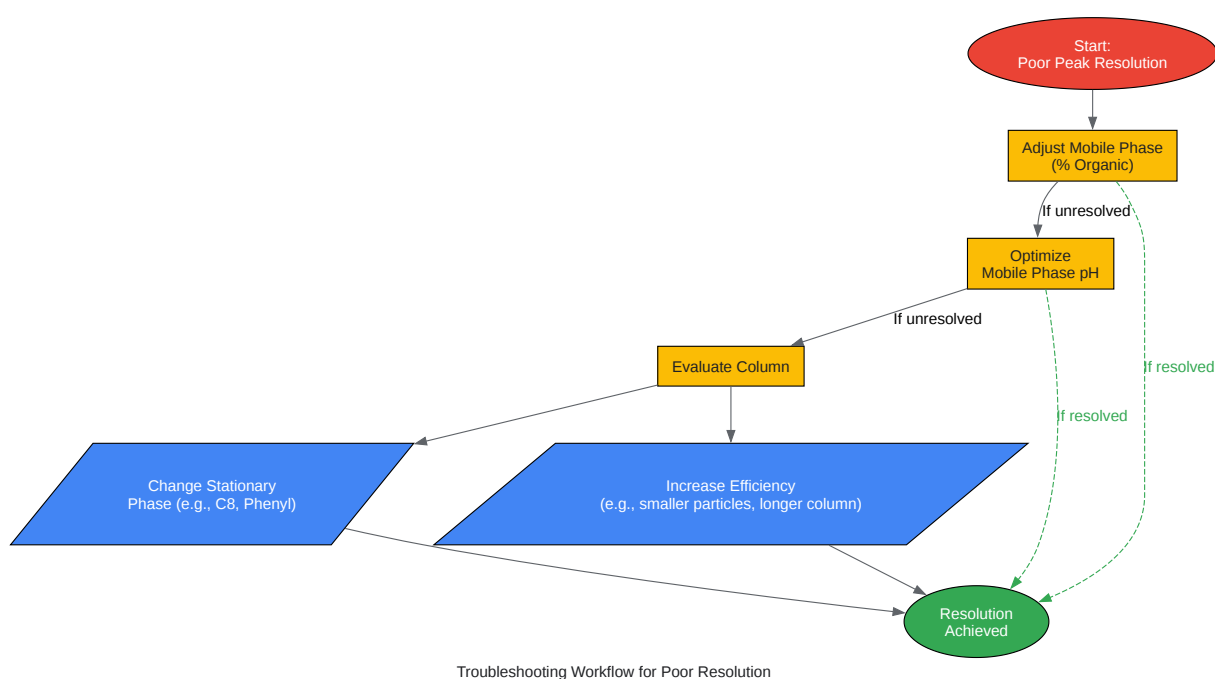 Start:
Poor Peak Resolution
Adjust Mobile Phase
(% Organic)
If unresolved
Optimize
Mobile Phase pH
If unresolved
Evaluate Column
If resolved
If resolved
Change Stationary
Phase (e.g., C8, Phenyl)
Increase Efficiency
(e.g., smaller particles, longer column)
Resolution
Achieved
Troubleshooting Workflow for Poor Resolution